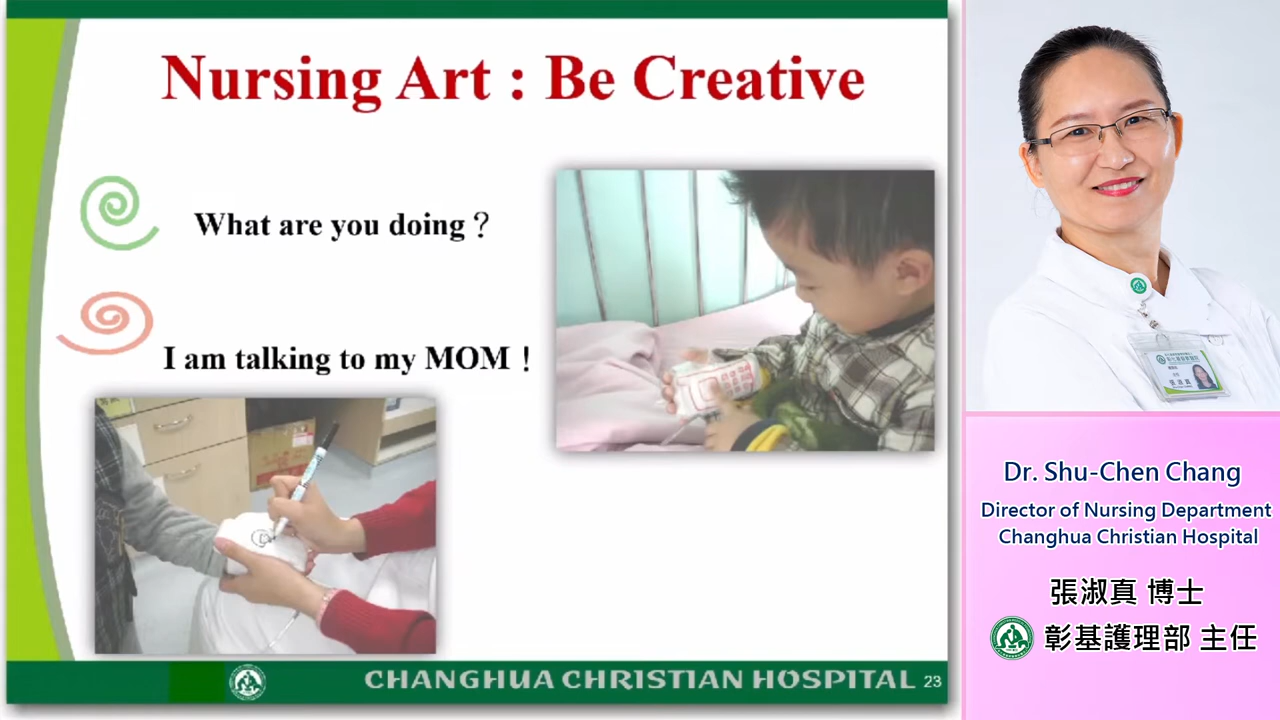 Nursing Art : Be Creative
What are you doing？
I am talking to my MOM！
CHANGHUA CHRISTIAN HOSPITAL 23
Dr. Shu-Chen Chang
Director of Nursing Department
Changhua Christian Hospital
張淑真 博士
彰基護理部 主任